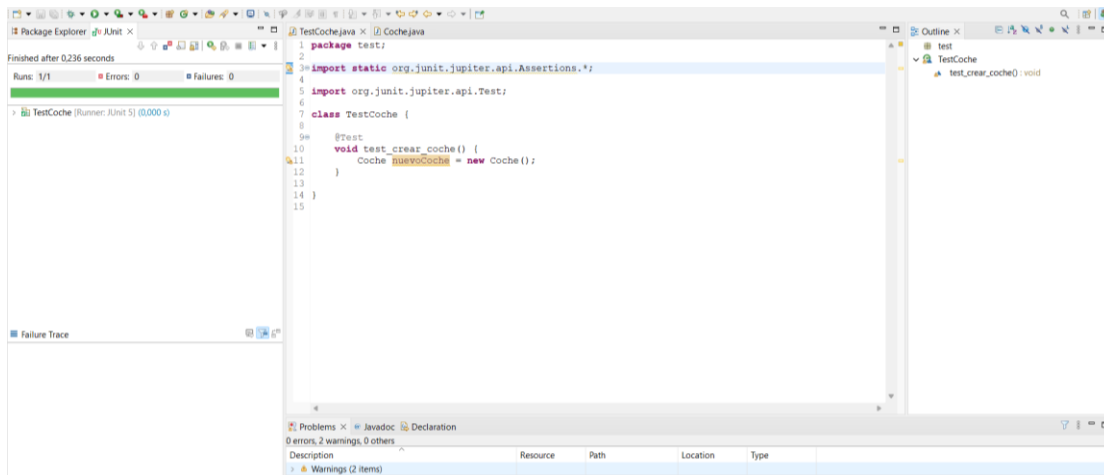 Package Explorer JUnit
Finished after 0,236 seconds
Runs: 1/1 Errors: 0 Failures: 0
TestCoche [Runner: JUnit 5] (0,000 s)
Failure Trace
TestCoche.java Coche.java
1 package test;
2
3 import static org.junit.jupiter.api.Assertions.*;
4
5 import org.junit.jupiter.api.Test;
6
7 class TestCoche {
8
9 @Test
10 void test_crear_coche() {
11 Coche nuevoCoche = new Coche();
12 }
13
14 }
15
Problems Javadoc Declaration
0 errors, 2 warnings, 0 others
Description Resource Path Location Type
Warnings (2 items)
Outline
test
TestCoche
test_crear_coche() : void